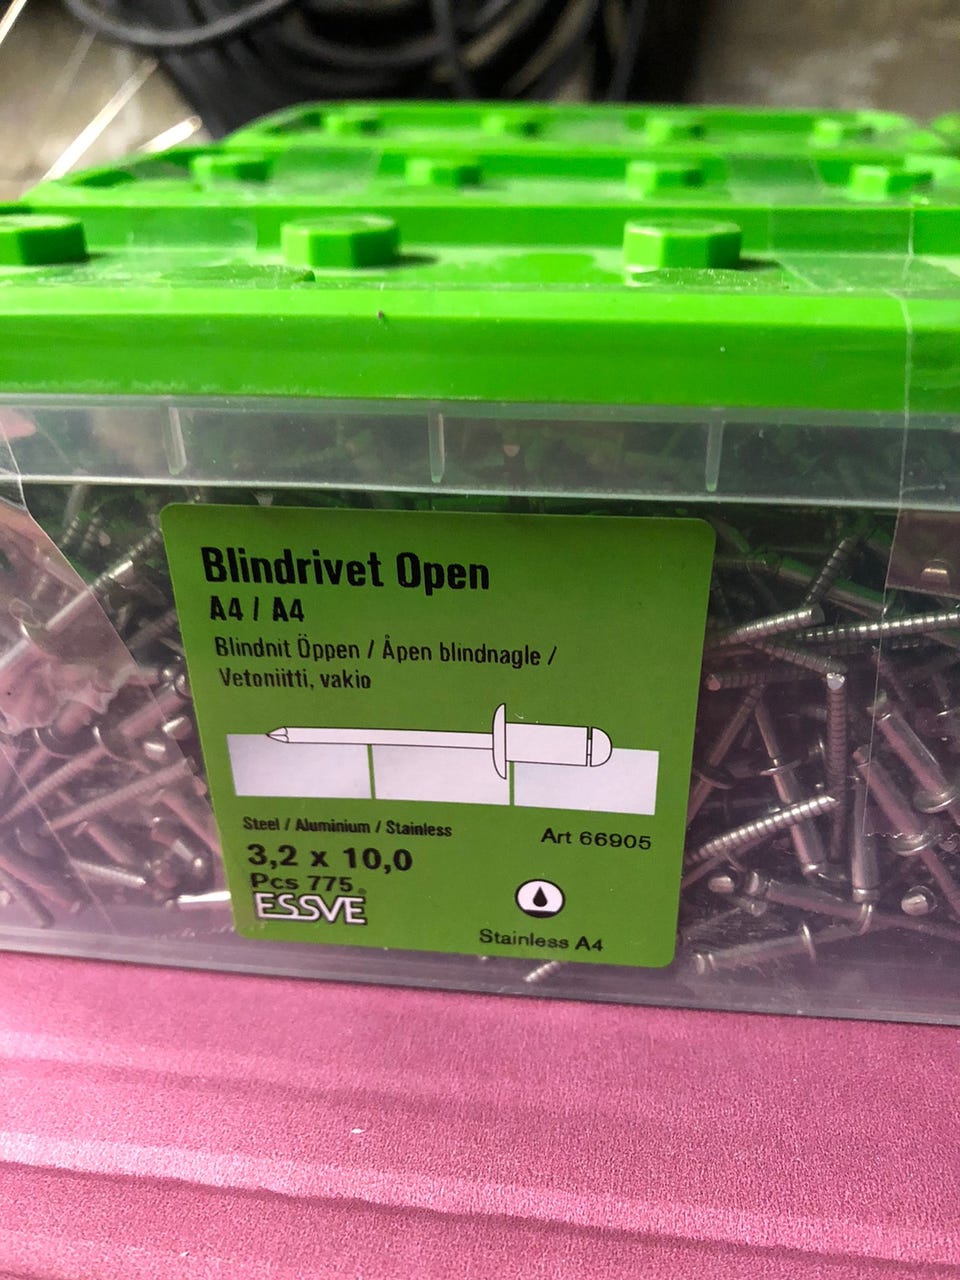 Blindrivet Open
A4 / A4
Blindnit Öppen / Åpen blindnagle /
Vetoniitti, vakio
Steel / Aluminium / Stainless
Art 66905
3,2 x 10,0
Pcs 775
ESSVE®
Stainless A4